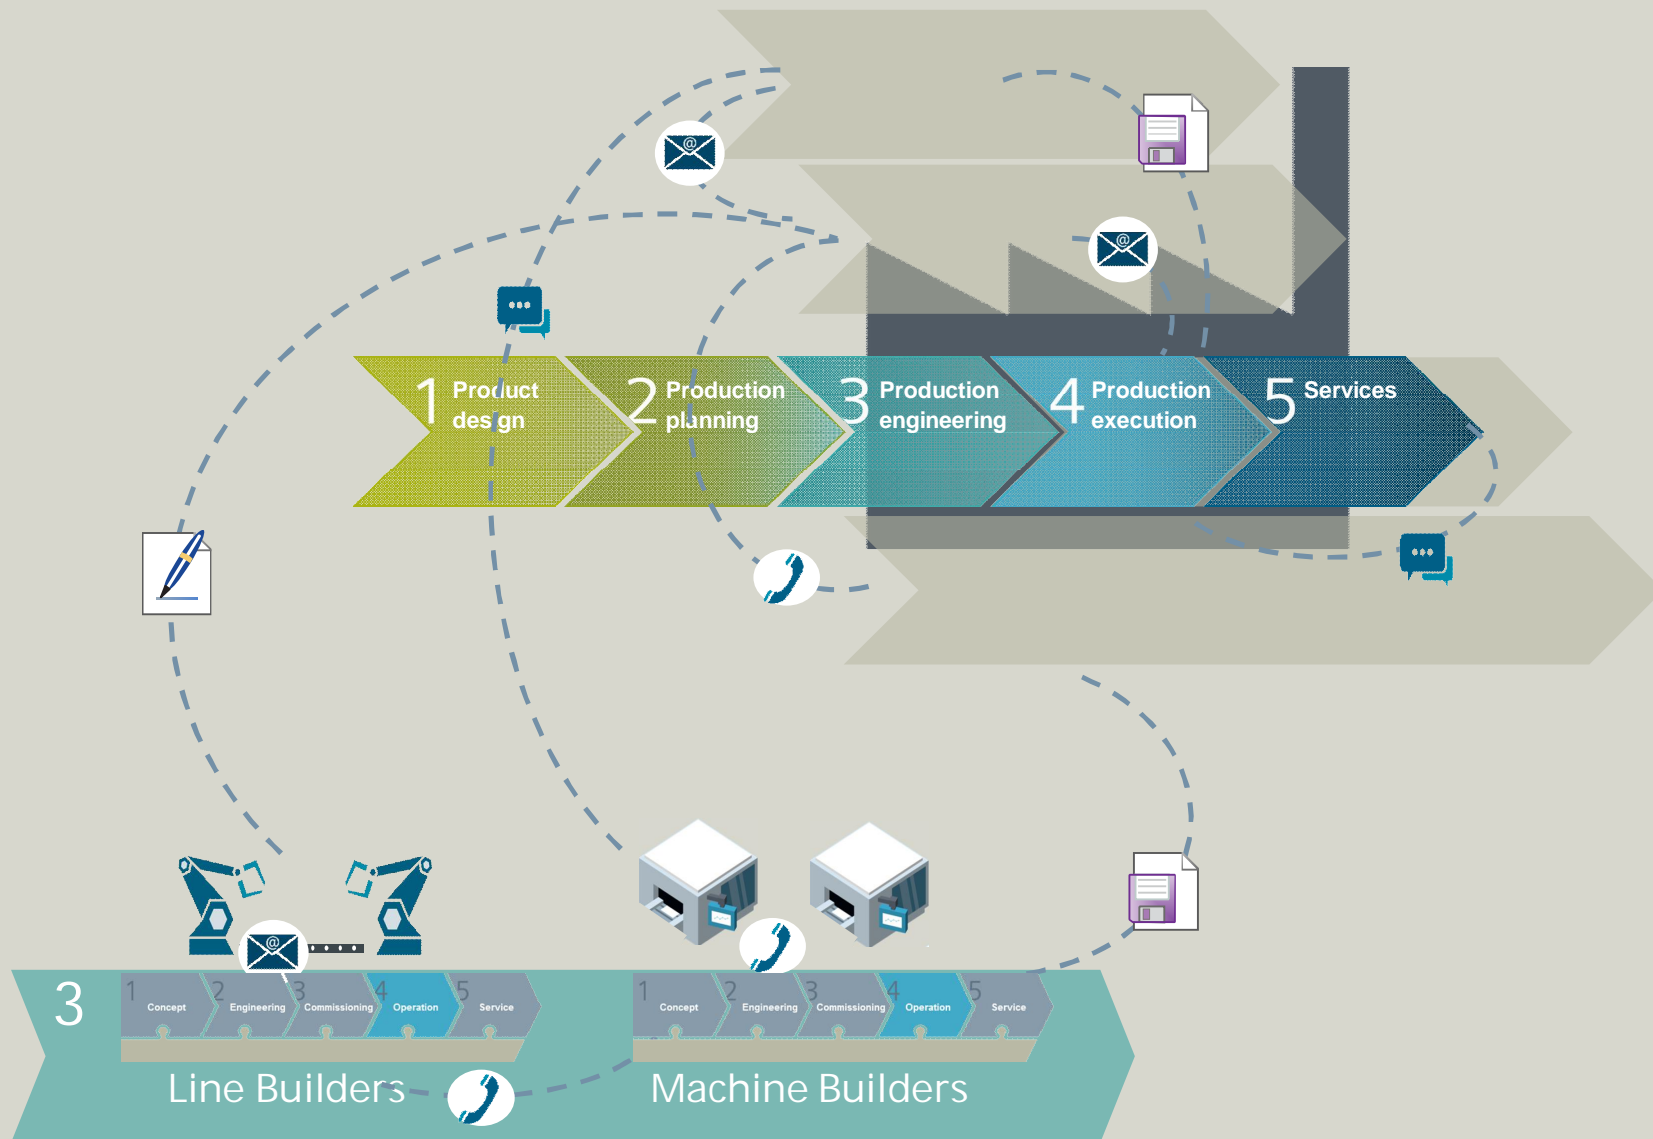 1 Product
design
2 Production
planning
3 Production
engineering
4 Production
execution
5 Services
@
@
@
3
1 Concept
2 Engineering
3 Commissioning
4 Operation
5 Service
1 Concept
2 Engineering
3 Commissioning
4 Operation
5 Service
Line Builders
Machine Builders